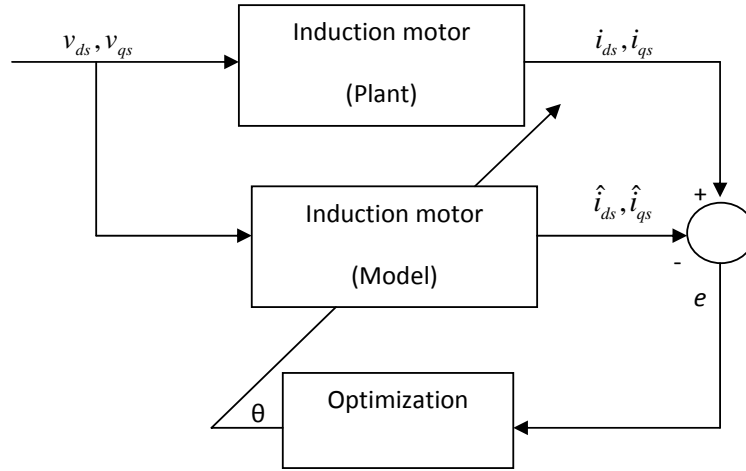 v_ds, v_qs
Induction motor
(Plant)
i_ds, i_qs
Induction motor
(Model)
î_ds, î_qs
+
-
e
Optimization
θ